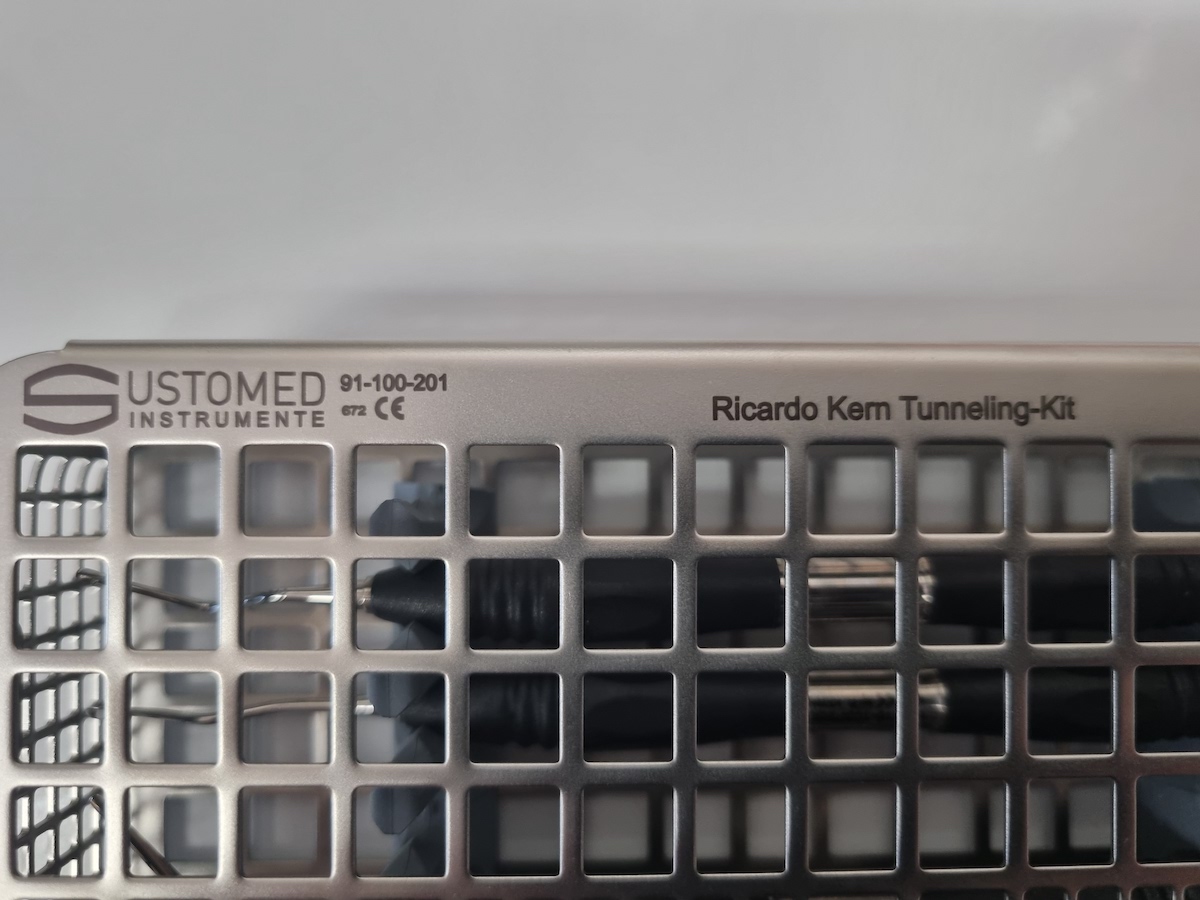 SUSTOMED
INSTRUMENTE
91-100-201
672 CE
Ricardo Kern Tunneling-Kit